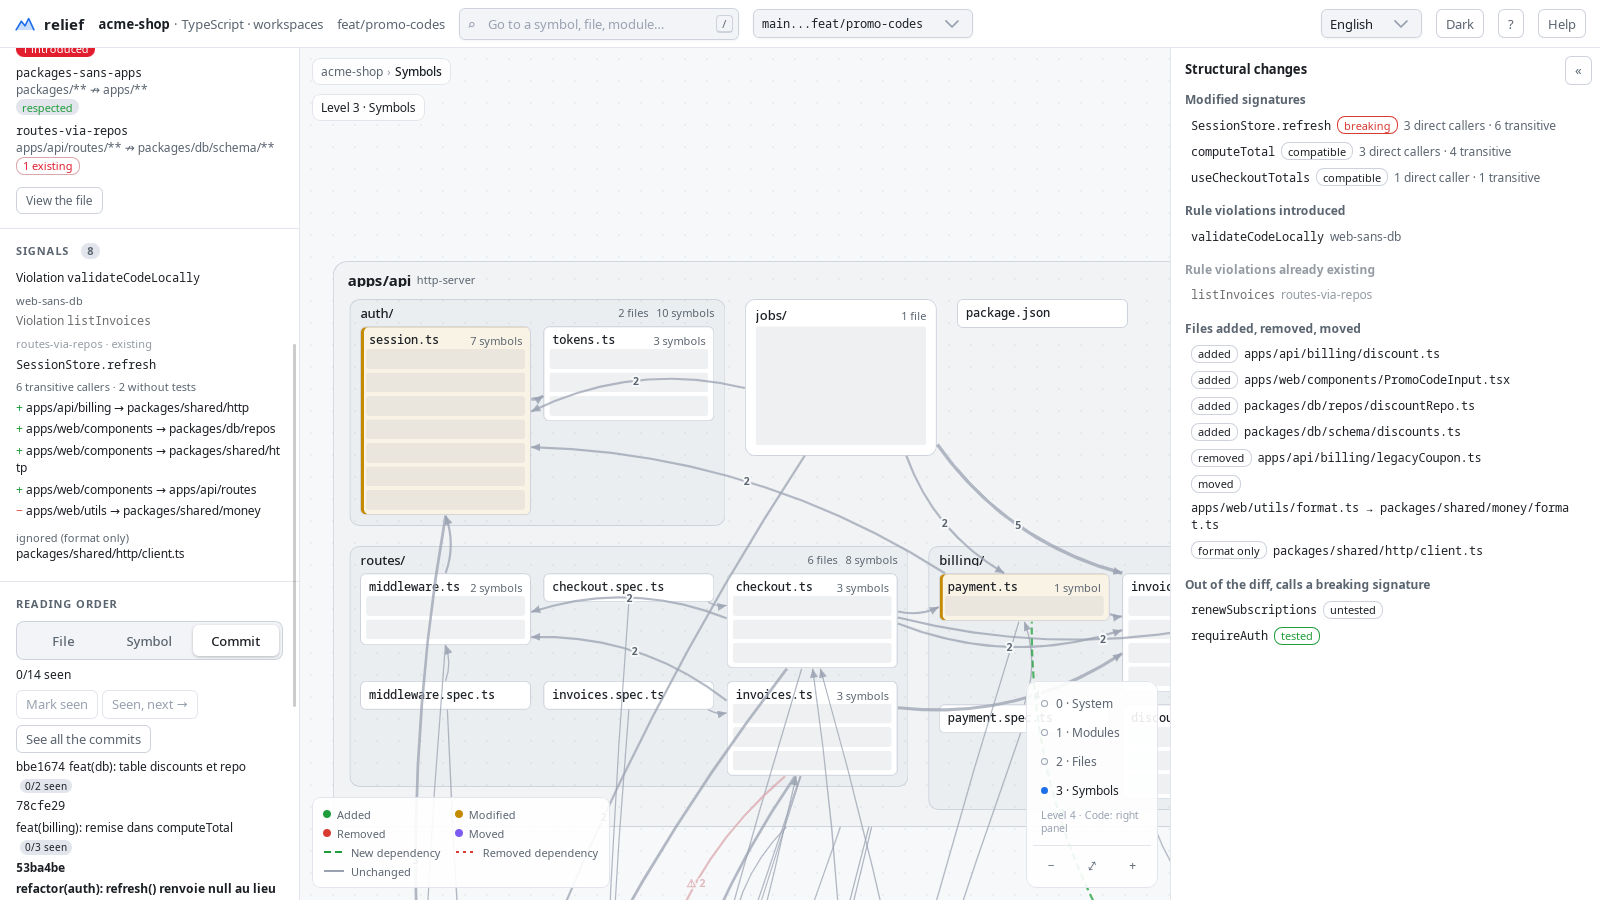 relief acme-shop · TypeScript · workspaces feat/promo-codes Go to a symbol, file, module... / main...feat/promo-codes English Dark ? Help
1 introduced
packages-sans-apps
packages/** ↛ apps/**
respected
routes-via-repos
apps/api/routes/** ↛ packages/db/schema/**
1 existing
View the file
SIGNALS 8
Violation validateCodeLocally
web-sans-db
Violation listInvoices
routes-via-repos · existing
SessionStore.refresh
6 transitive callers · 2 without tests
+ apps/api/billing → packages/shared/http
+ apps/web/components → packages/db/repos
+ apps/web/components → packages/shared/ht
tp
+ apps/web/components → apps/api/routes
− apps/web/utils → packages/shared/money
ignored (format only)
packages/shared/http/client.ts
READING ORDER
File Symbol Commit
0/14 seen
Mark seen Seen, next →
See all the commits
bbe1674 feat(db): table discounts et repo
0/2 seen
78cfe29
feat(billing): remise dans computeTotal
0/3 seen
53ba4be
refactor(auth): refresh() renvoie null au lieu
acme-shop › Symbols
Level 3 · Symbols
apps/api http-server
auth/ 2 files 10 symbols
session.ts 7 symbols
tokens.ts 3 symbols
jobs/ 1 file
package.json
2
2
2
5
routes/ 6 files 8 symbols
middleware.ts 2 symbols
checkout.spec.ts
checkout.ts 3 symbols
2
2
middleware.spec.ts
invoices.spec.ts
invoices.ts 3 symbols
billing/
payment.ts 1 symbol
invoic
2
2
payment.spec.ts
discou
⚠ 2
2
Added
Modified
Removed
Moved
New dependency
Removed dependency
Unchanged
0 · System
1 · Modules
2 · Files
3 · Symbols
Level 4 · Code: right
panel
− ⤢ +
Structural changes «
Modified signatures
SessionStore.refresh breaking 3 direct callers · 6 transitive
computeTotal compatible 3 direct callers · 4 transitive
useCheckoutTotals compatible 1 direct caller · 1 transitive
Rule violations introduced
validateCodeLocally web-sans-db
Rule violations already existing
listInvoices routes-via-repos
Files added, removed, moved
added apps/api/billing/discount.ts
added apps/web/components/PromoCodeInput.tsx
added packages/db/repos/discountRepo.ts
added packages/db/schema/discounts.ts
removed apps/api/billing/legacyCoupon.ts
moved
apps/web/utils/format.ts → packages/shared/money/forma
t.ts
format only packages/shared/http/client.ts
Out of the diff, calls a breaking signature
renewSubscriptions untested
requireAuth tested